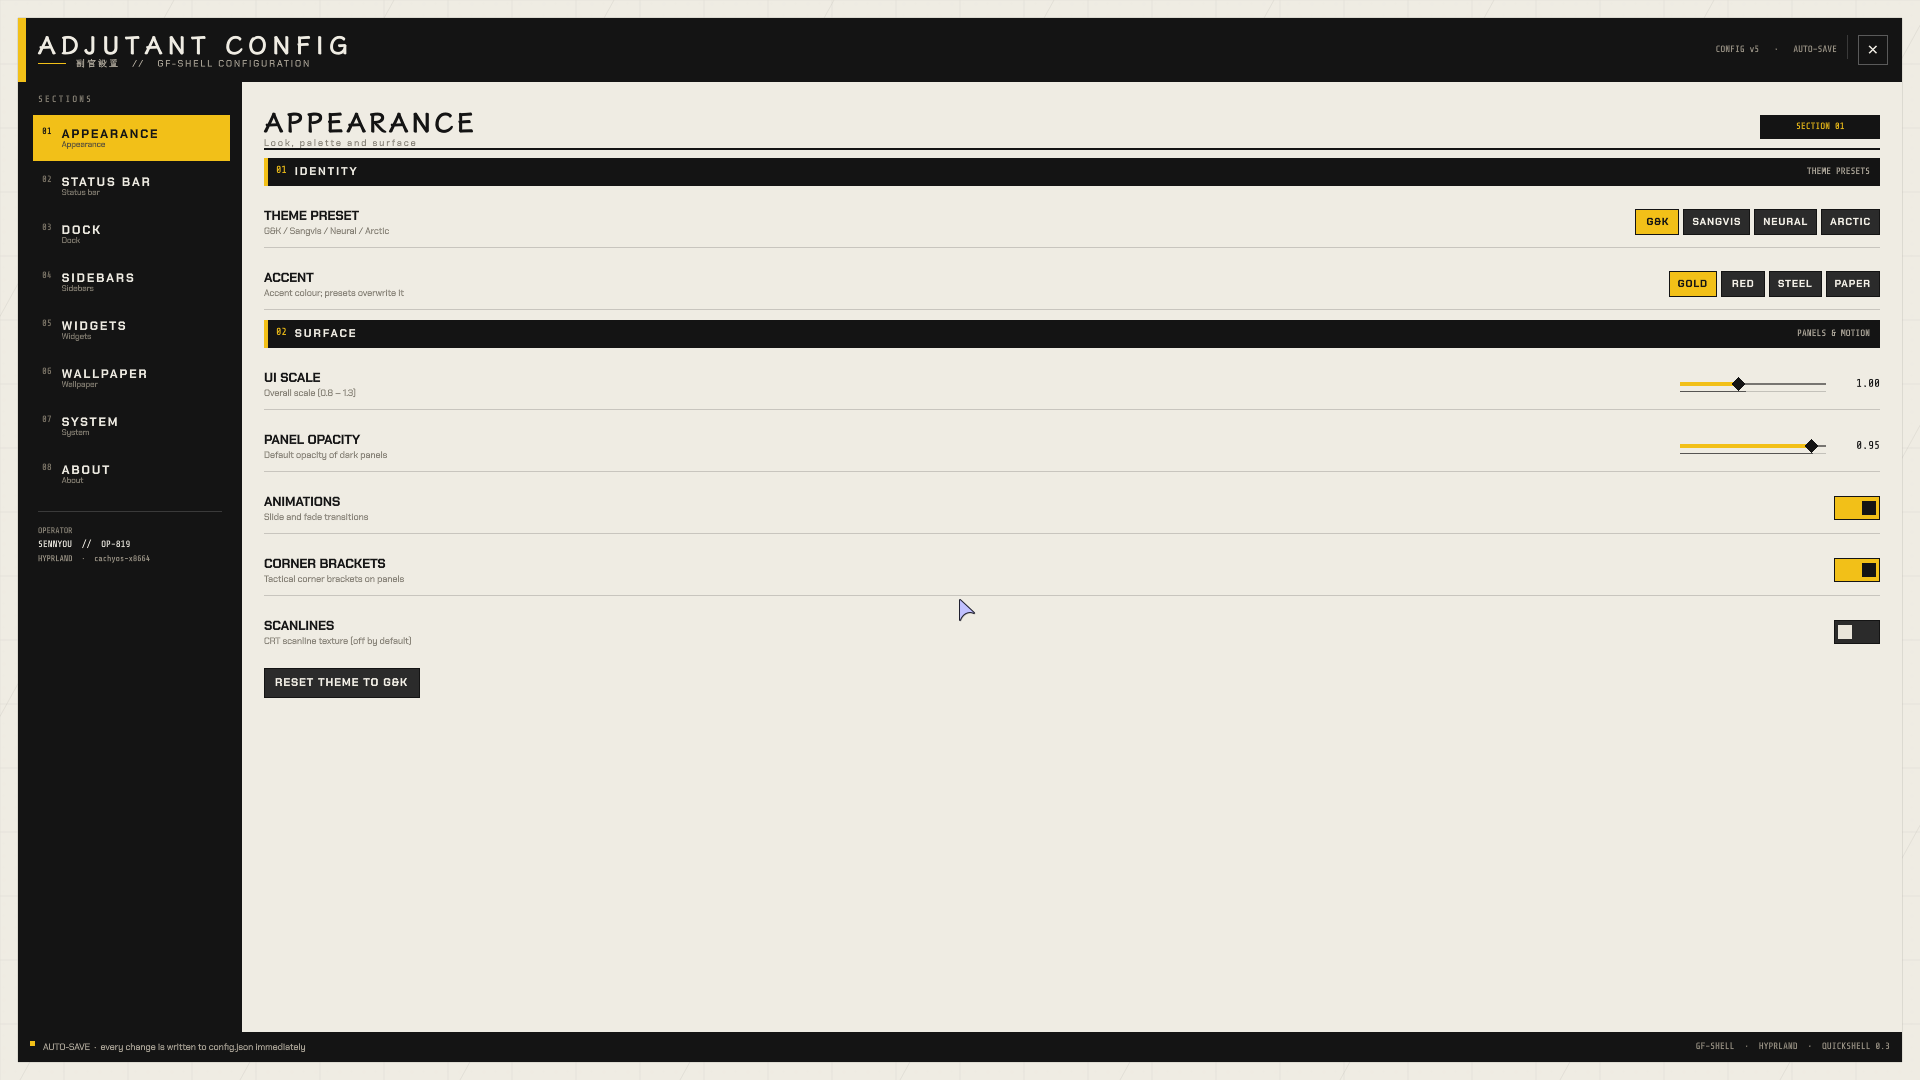 ADJUTANT CONFIG
副官設置 // GF-SHELL CONFIGURATION
CONFIG v5 · AUTO-SAVE
✕
SECTIONS
01 APPEARANCE
Appearance
02 STATUS BAR
Status bar
03 DOCK
Dock
04 SIDEBARS
Sidebars
05 WIDGETS
Widgets
06 WALLPAPER
Wallpaper
07 SYSTEM
System
08 ABOUT
About
OPERATOR
SENNYOU // OP-819
HYPRLAND · cachyos-x8664
APPEARANCE
Look, palette and surface
SECTION 01
01 IDENTITY
THEME PRESETS
THEME PRESET
G&K / Sangvis / Neural / Arctic
G&K SANGVIS NEURAL ARCTIC
ACCENT
Accent colour; presets overwrite it
GOLD RED STEEL PAPER
02 SURFACE
PANELS & MOTION
UI SCALE
Overall scale (0.8 – 1.3)
1.00
PANEL OPACITY
Default opacity of dark panels
0.95
ANIMATIONS
Slide and fade transitions
CORNER BRACKETS
Tactical corner brackets on panels
SCANLINES
CRT scanline texture (off by default)
RESET THEME TO G&K
AUTO-SAVE · every change is written to config.json immediately
GF-SHELL · HYPRLAND · QUICKSHELL 0.3